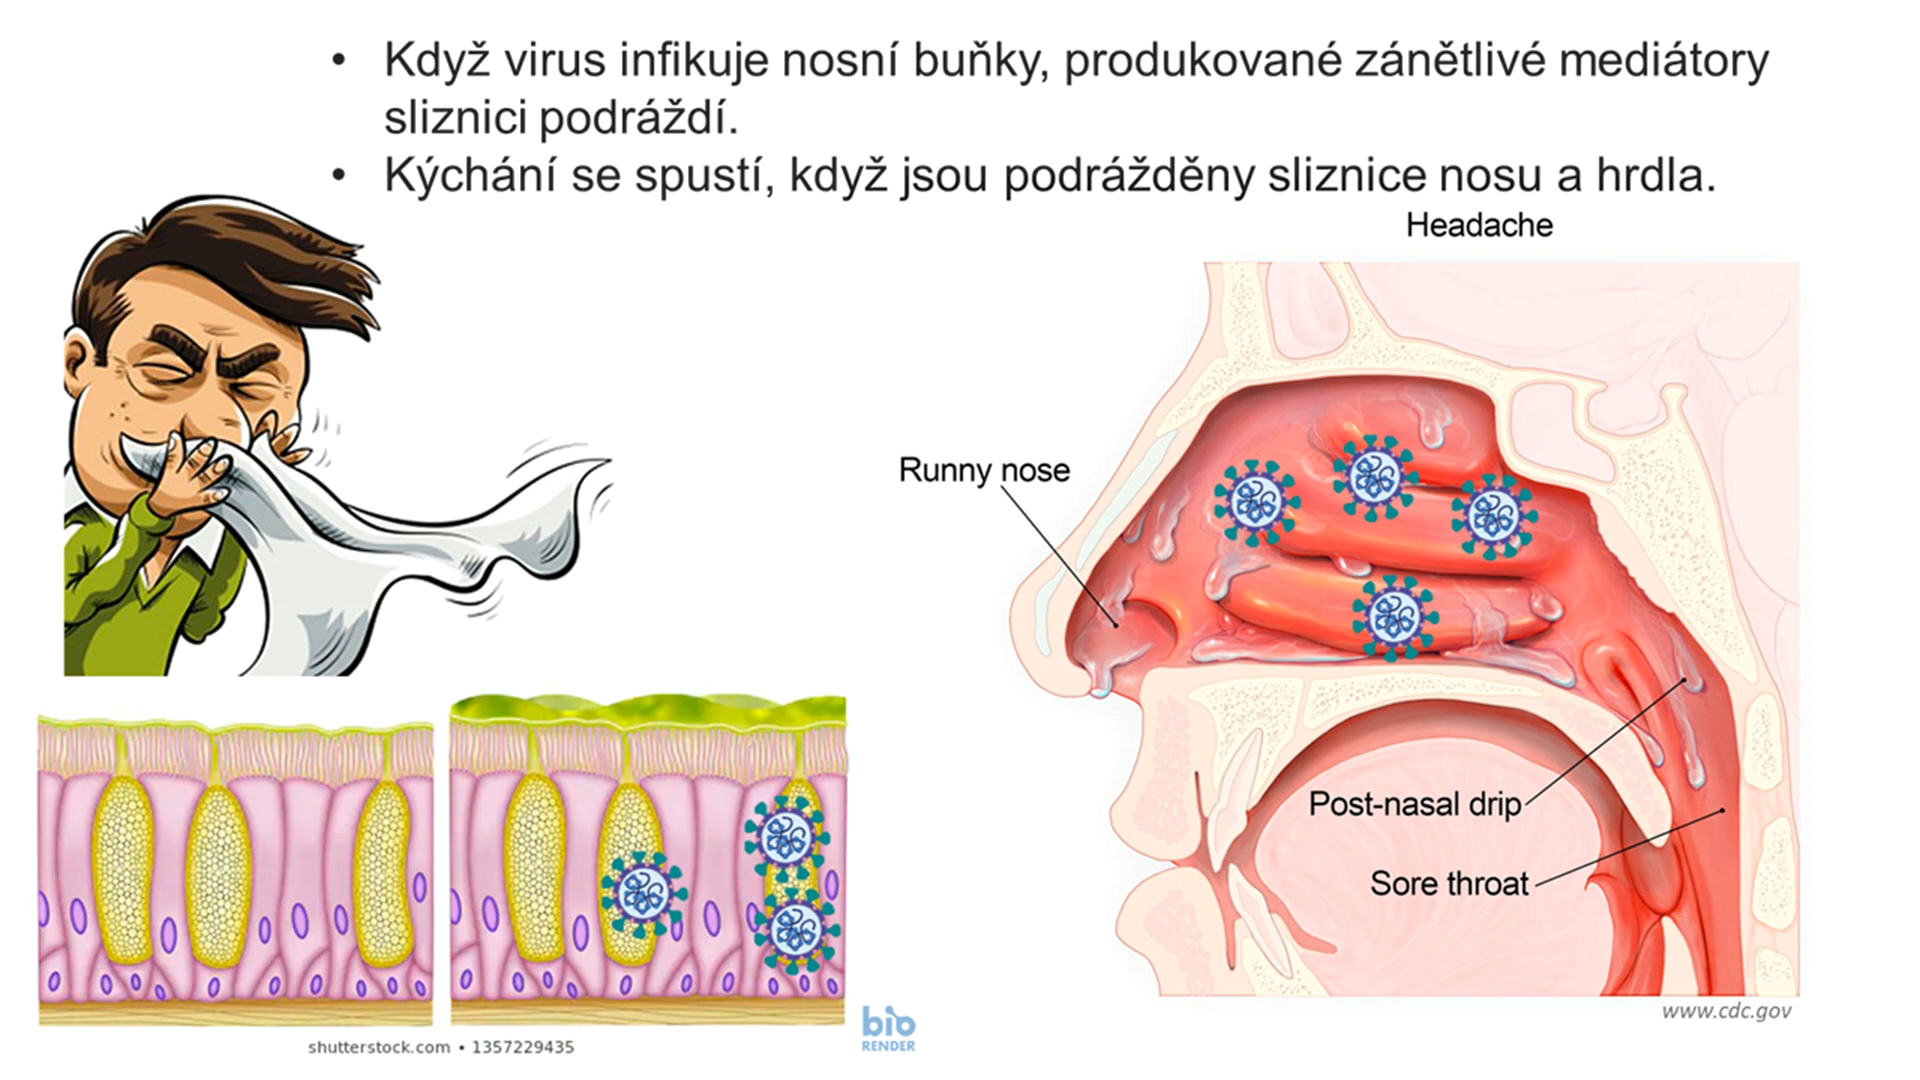 • Když virus infikuje nosní buňky, produkované zánětlivé mediátory
sliznici podráždí.
• Kýchání se spustí, když jsou podrážděny sliznice nosu a hrdla.
Headache
Runny nose
Post-nasal drip
Sore throat
www.cdc.gov
bio
RENDER
shutterstock.com • 1357229435